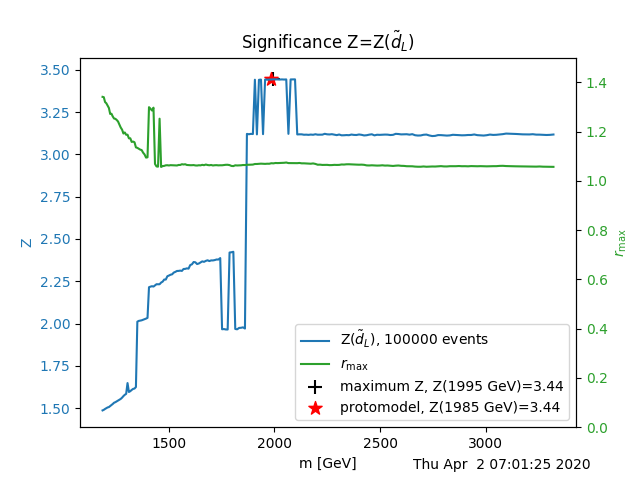 Significance Z=Z(d̃_L)
3.50
3.25
3.00
2.75
2.50
2.25
2.00
1.75
1.50
Z
1.4
1.2
1.0
0.8
0.6
0.4
0.2
0.0
r_max
Z(d̃_L), 100000 events
r_max
maximum Z, Z(1995 GeV)=3.44
protomodel, Z(1985 GeV)=3.44
1500 2000 2500 3000
m [GeV]
Thu Apr 2 07:01:25 2020